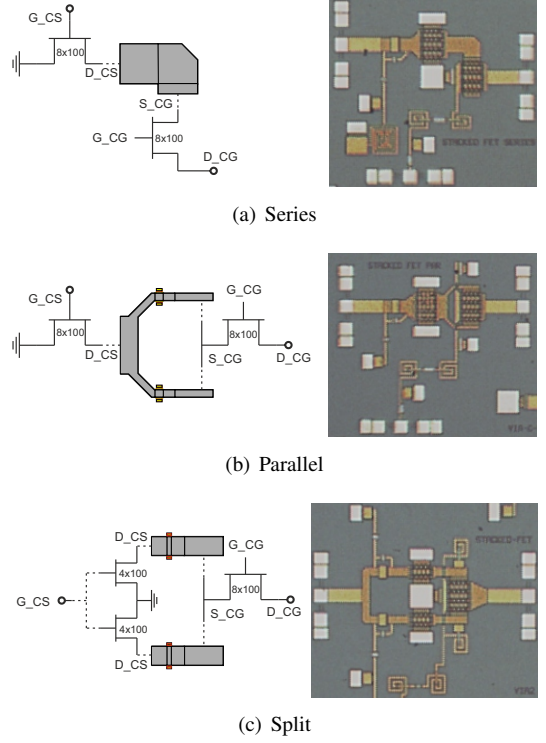 G_CS
8x100
D_CS
S_CG
G_CG
8x100
D_CG
STACKED FET SERIES
(a) Series
STACKED FET PAR
G_CS
G_CG
8x100
8x100
D_CS
S_CG
D_CG
(b) Parallel
D_CS
STACKED-FET
G_CG
4x100
G_CS
8x100
4x100
S_CG
D_CG
D_CS
(c) Split